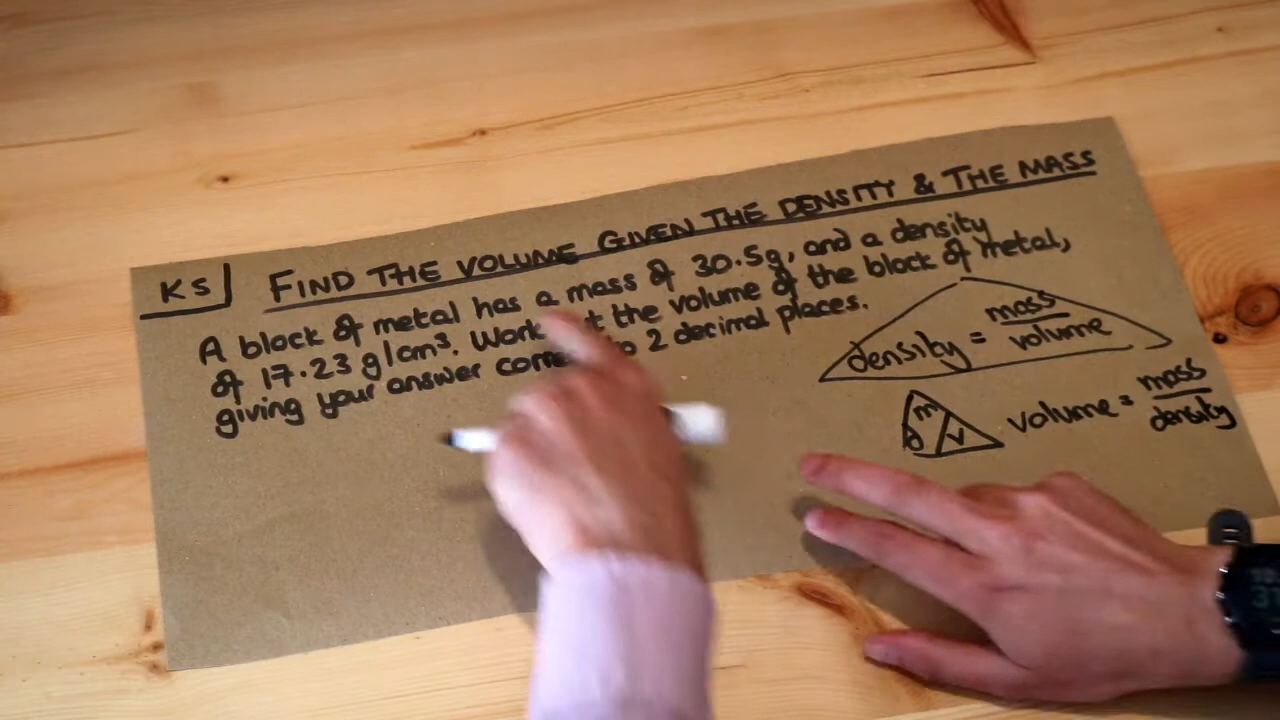 K5
FIND THE VOLUME GIVEN THE DENSITY & THE MASS
A block of metal has a mass of 30.5g, and a density
of 17.23 g/cm³. Work the volume of the block of metal,
giving your answer to 2 decimal places.
density = mass/volume
m
d v
volume = mass/density